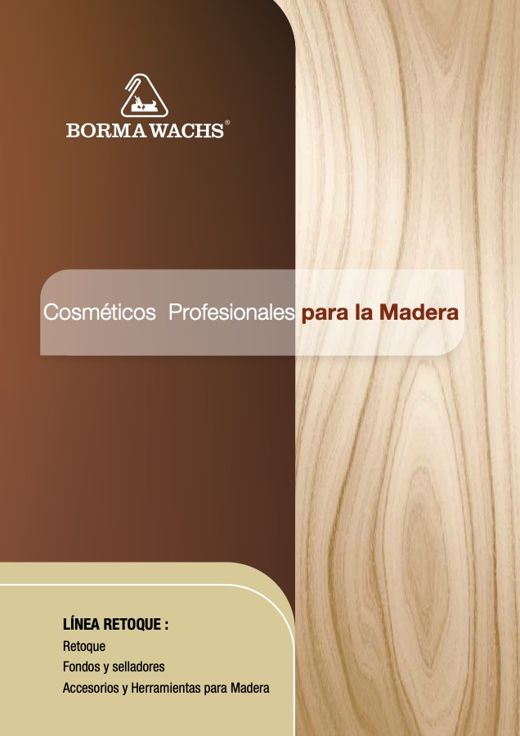 BORMA WACHS®
Cosméticos Profesionales para la Madera
LÍNEA RETOQUE :
Retoque
Fondos y selladores
Accesorios y Herramientas para Madera